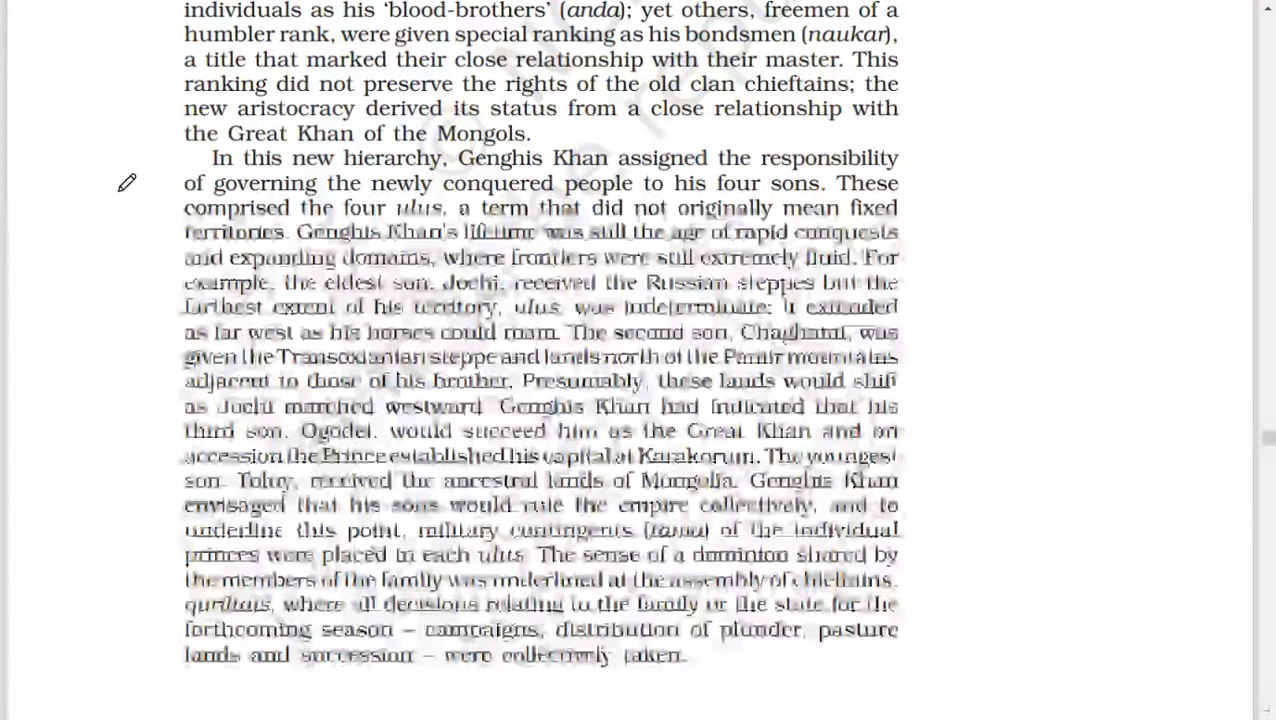 individuals as his ‘blood-brothers’ (anda); yet others, freemen of a
humbler rank, were given special ranking as his bondsmen (naukar),
a title that marked their close relationship with their master. This
ranking did not preserve the rights of the old clan chieftains; the
new aristocracy derived its status from a close relationship with
the Great Khan of the Mongols.
In this new hierarchy, Genghis Khan assigned the responsibility
of governing the newly conquered people to his four sons. These
comprised the four ulus, a term that did not originally mean fixed
territories. Genghis Khan's lifetime was still the age of rapid conquests
and expanding domains, where frontiers were still extremely fluid. For
example, the eldest son, Jochi, received the Russian steppes but the
farthest extent of his territory, ulus, was indeterminate: it extended
as far west as his horses could roam. The second son, Chaghatai, was
given the Transoxianian steppe and lands north of the Pamir mountains
adjacent to those of his brother. Presumably, these lands would shift
as Jochi marched westward. Genghis Khan had indicated that his
third son, Ogodei, would succeed him as the Great Khan and on
accession the Prince established his capital at Karakorum. The youngest
son, Toluy, received the ancestral lands of Mongolia. Genghis Khan
envisaged that his sons would rule the empire collectively, and to
underline this point, military contingents (tama) of the individual
princes were placed in each ulus. The sense of a dominion shared by
the members of the family was underlined at the assembly of chieftains,
quriltais, where all decisions relating to the family or the state for the
forthcoming season – campaigns, distribution of plunder, pasture
lands and succession – were collectively taken.